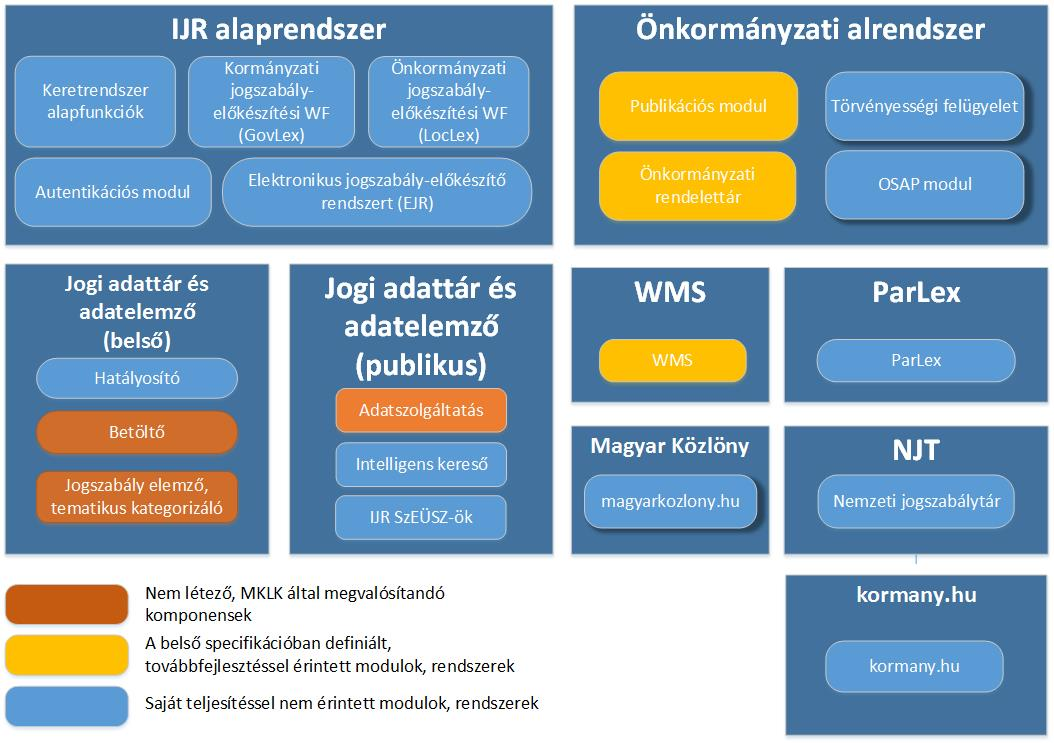 IJR alaprendszer
Keretrendszer
alapfunkciók
Kormányzati
jogszabály-
előkészítési WF
(GovLex)
Önkormányzati
jogszabály-
előkészítési WF
(LocLex)
Autentikációs modul
Elektronikus jogszabály-előkészítő
rendszert (EJR)
Önkormányzati alrendszer
Publikációs modul
Törvényességi felügyelet
Önkormányzati
rendelettár
OSAP modul
Jogi adattár és
adatelemző
(belső)
Hatályosító
Betöltő
Jogszabály elemző,
tematikus kategorizáló
Jogi adattár és
adatelemző
(publikus)
Adatszolgáltatás
Intelligens kereső
IJR SzEÜSZ-ök
WMS
WMS
ParLex
ParLex
Magyar Közlöny
magyarkozlony.hu
NJT
Nemzeti jogszabálytár
kormany.hu
kormany.hu
Nem létező, MKLK által megvalósítandó
komponensek
A belső specifikációban definiált,
továbbfejlesztéssel érintett modulok, rendszerek
Saját teljesítéssel nem érintett modulok, rendszerek